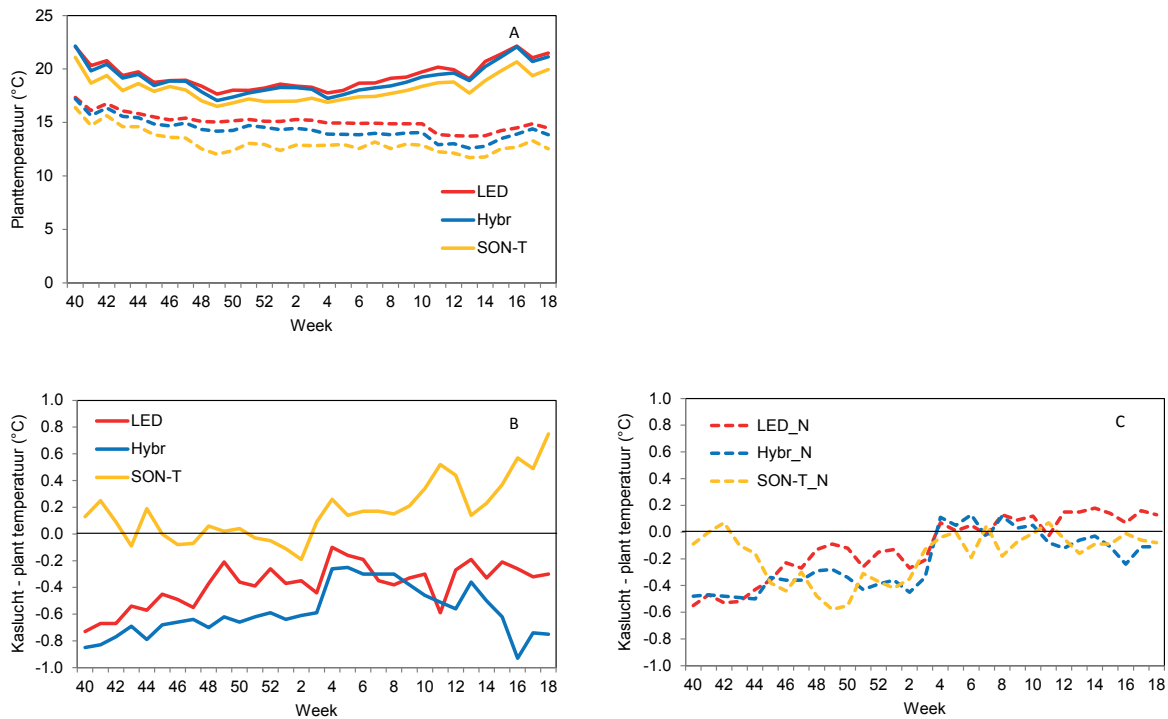 A
Planttemperatuur (°C)
25
20
15
10
5
0
LED
Hybr
SON-T
40 42 44 46 48 50 52 2 4 6 8 10 12 14 16 18
Week
B
Kaslucht - plant temperatuur (°C)
1.0
0.8
0.6
0.4
0.2
0.0
-0.2
-0.4
-0.6
-0.8
-1.0
LED
Hybr
SON-T
40 42 44 46 48 50 52 2 4 6 8 10 12 14 16 18
Week
C
Kaslucht - plant temperatuur (°C)
1.0
0.8
0.6
0.4
0.2
0.0
-0.2
-0.4
-0.6
-0.8
-1.0
LED_N
Hybr_N
SON-T_N
40 42 44 46 48 50 52 2 4 6 8 10 12 14 16 18
Week